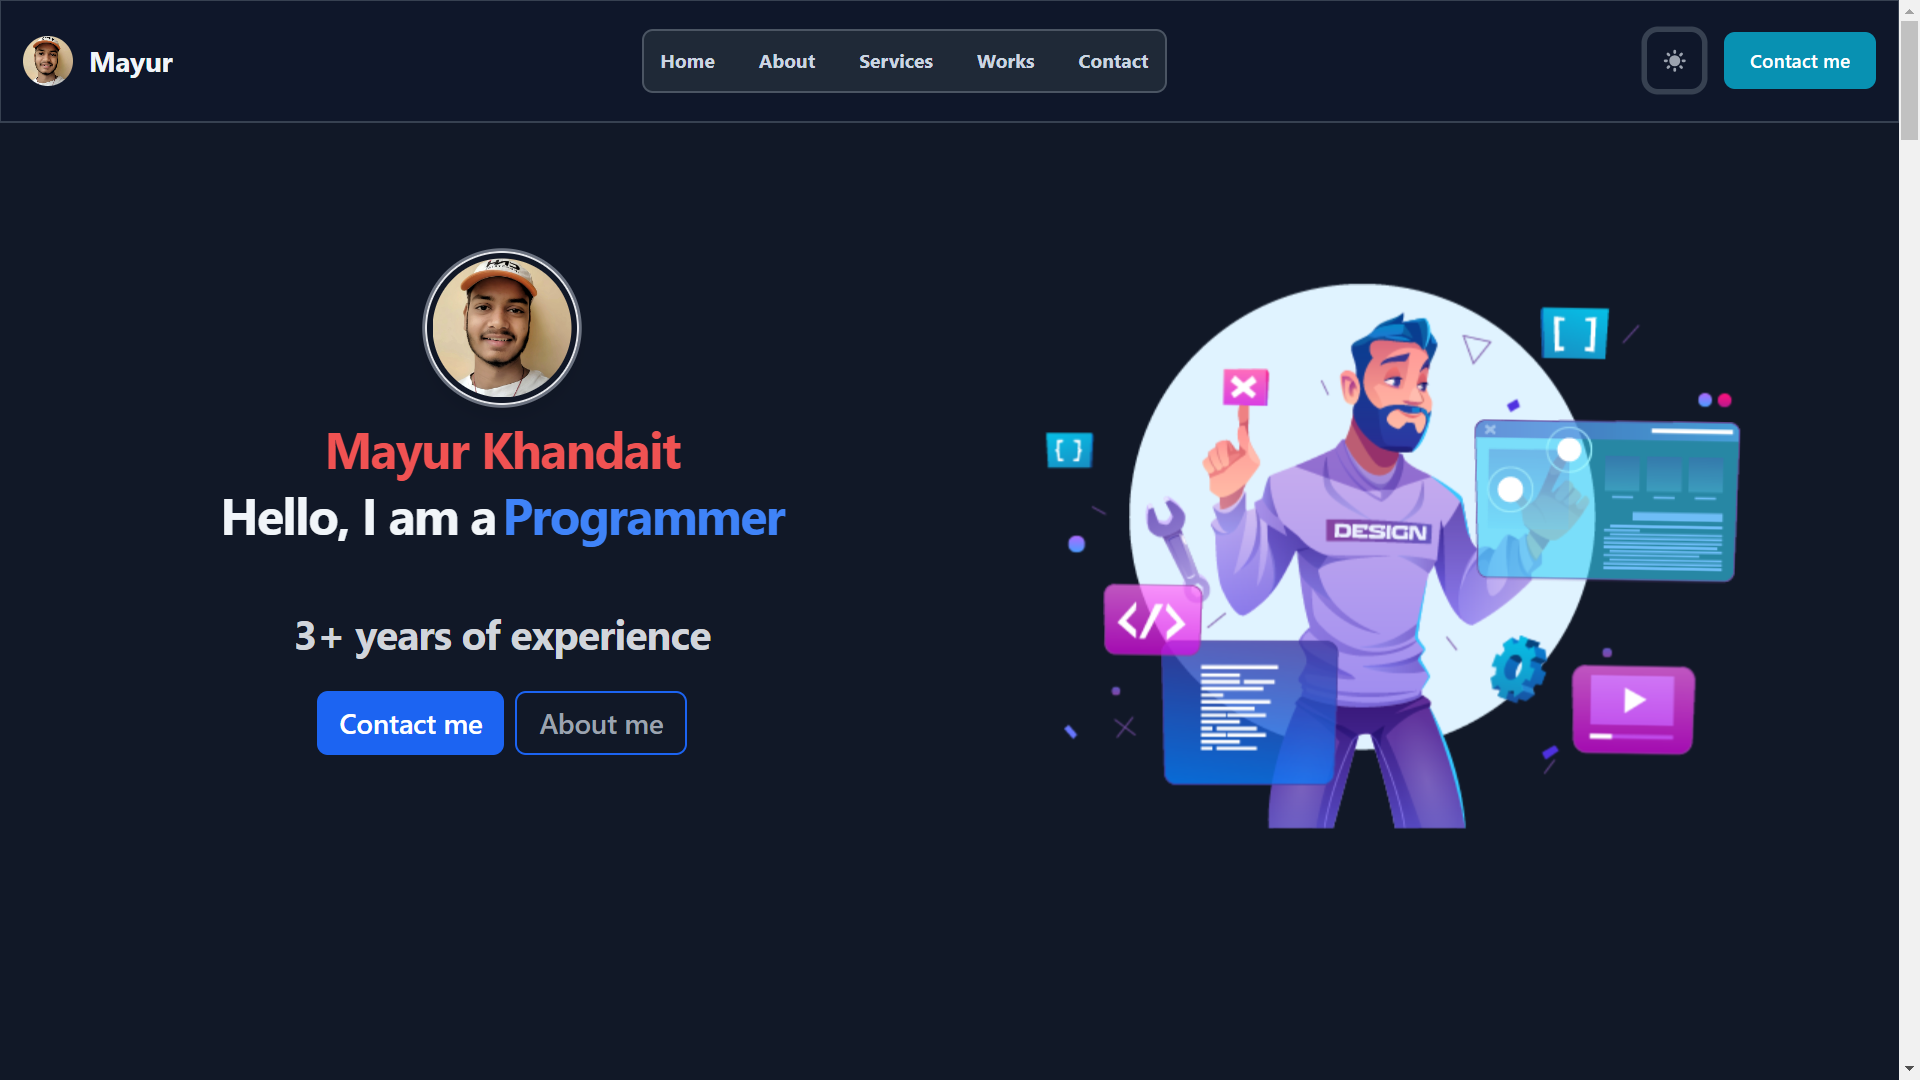 Mayur
Home
About
Services
Works
Contact
Contact me
Mayur Khandait
Hello, I am a Programmer
3+ years of experience
Contact me
About me
[ ]
{ }
DESIGN
</>